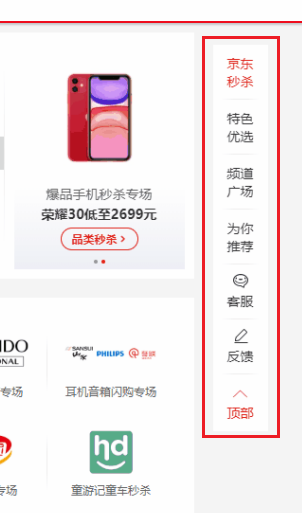 爆品手机秒杀专场
荣耀30低至2699元
品类秒杀 >
京东
秒杀
特色
优选
频道
广场
为你
推荐
客服
反馈
顶部
IDO
ONAL
SANSUI
山水
PHILIPS
专场
耳机音箱闪购专场
hd
专场
童游记童车秒杀